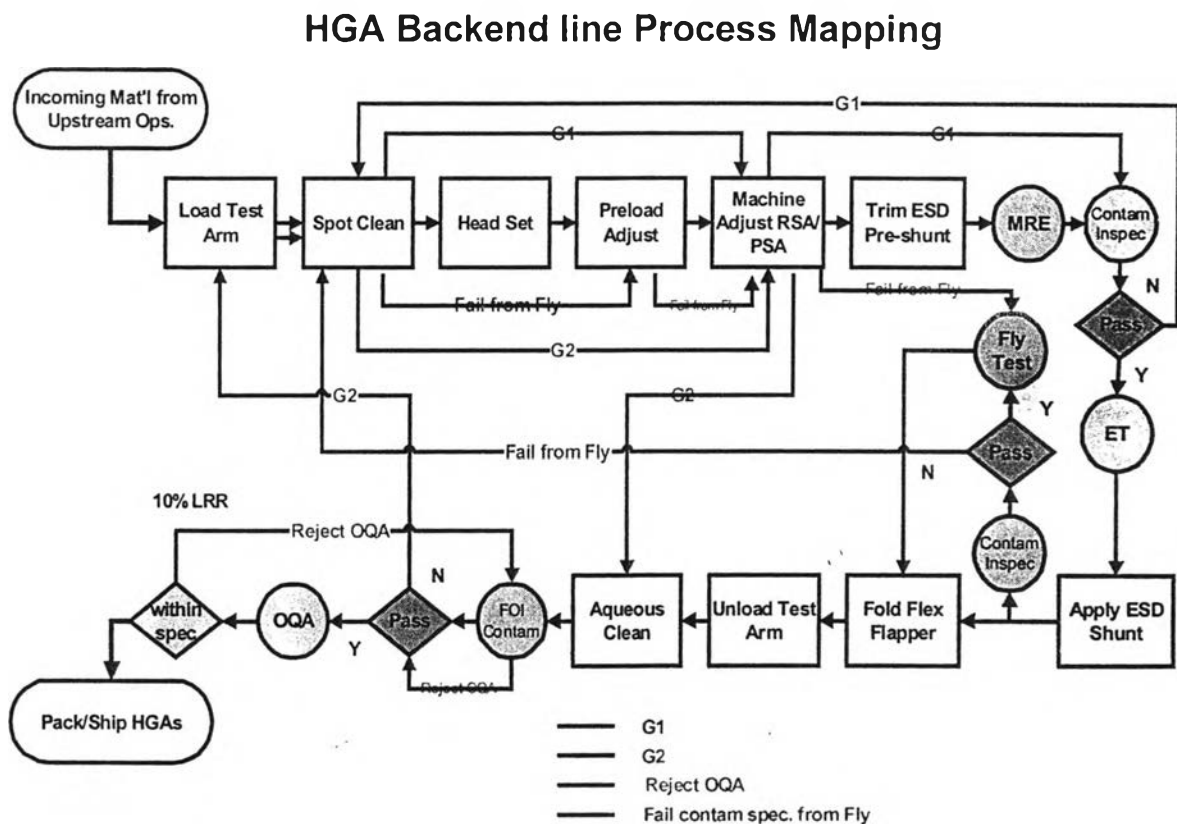 HGA Backend line Process Mapping
Incoming Mat'l from
Upstream Ops.
G1
G1
G1
Load Test
Arm
Spot Clean
Head Set
Preload
Adjust
Machine
Adjust RSA/
PSA
Trim ESD
Pre-shunt
MRE
Contam
Inspec
Fail from Fly
Fail from Fly
Fail from Fly
N
Pass
G2
Fly
Test
Y
G2
G2
Y
ET
Fail from Fly
Pass
N
10% LRR
Reject OQA
Contam
Inspec
N
within
spec.
OQA
Y
Pass
FOI
Contam
Aqueous
Clean
Unload Test
Arm
Fold Flex
Flapper
Apply ESD
Shunt
Reject OQA
Pack/Ship HGAs
G1
G2
Reject OQA
Fail contam spec. from Fly